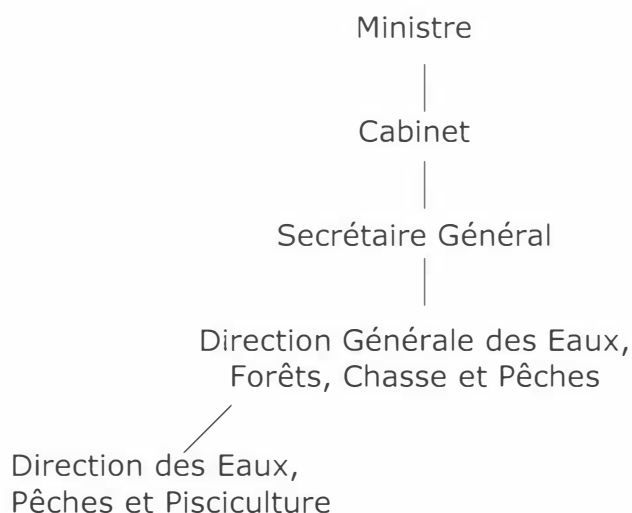 Ministre
Cabinet
Secrétaire Général
Direction Générale des Eaux,
Forêts, Chasse et Pêches
Direction des Eaux,
Pêches et Pisciculture